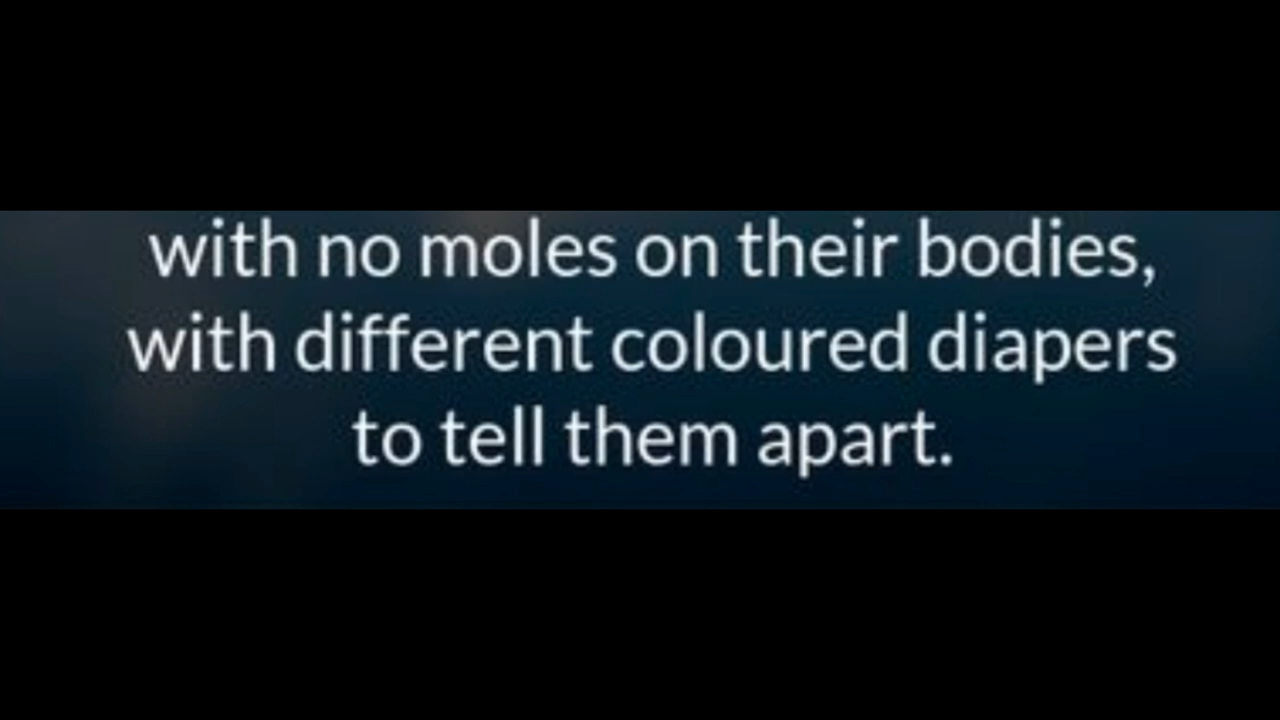 with no moles on their bodies,
with different coloured diapers
to tell them apart.